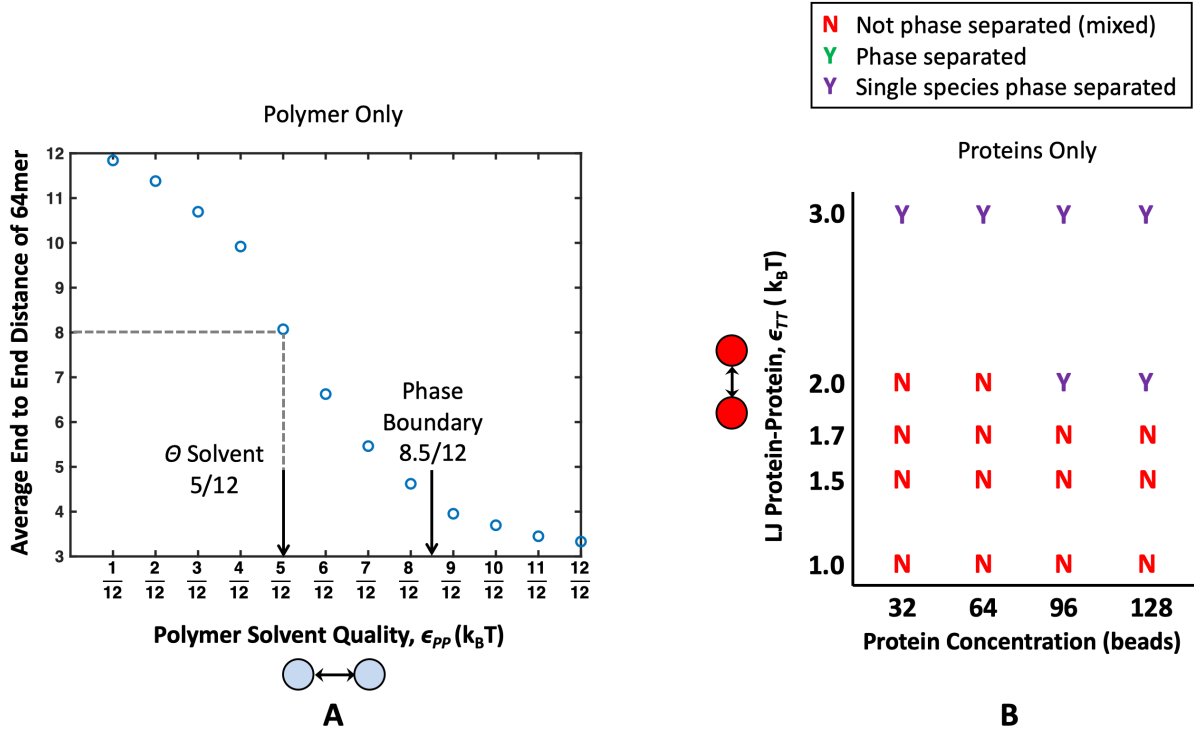 N Not phase separated (mixed)
Y Phase separated
Y Single species phase separated
Polymer Only
Average End to End Distance of 64mer
12
11
10
9
8
7
6
5
4
3
Θ Solvent
5/12
Phase
Boundary
8.5/12
1/12 2/12 3/12 4/12 5/12 6/12 7/12 8/12 9/12 10/12 11/12 12/12
Polymer Solvent Quality, ϵPP (kBT)
A
Proteins Only
LJ Protein-Protein, ϵTT ( kBT)
3.0 Y Y Y Y
2.0 N N Y Y
1.7 N N N N
1.5 N N N N
1.0 N N N N
32 64 96 128
Protein Concentration (beads)
B